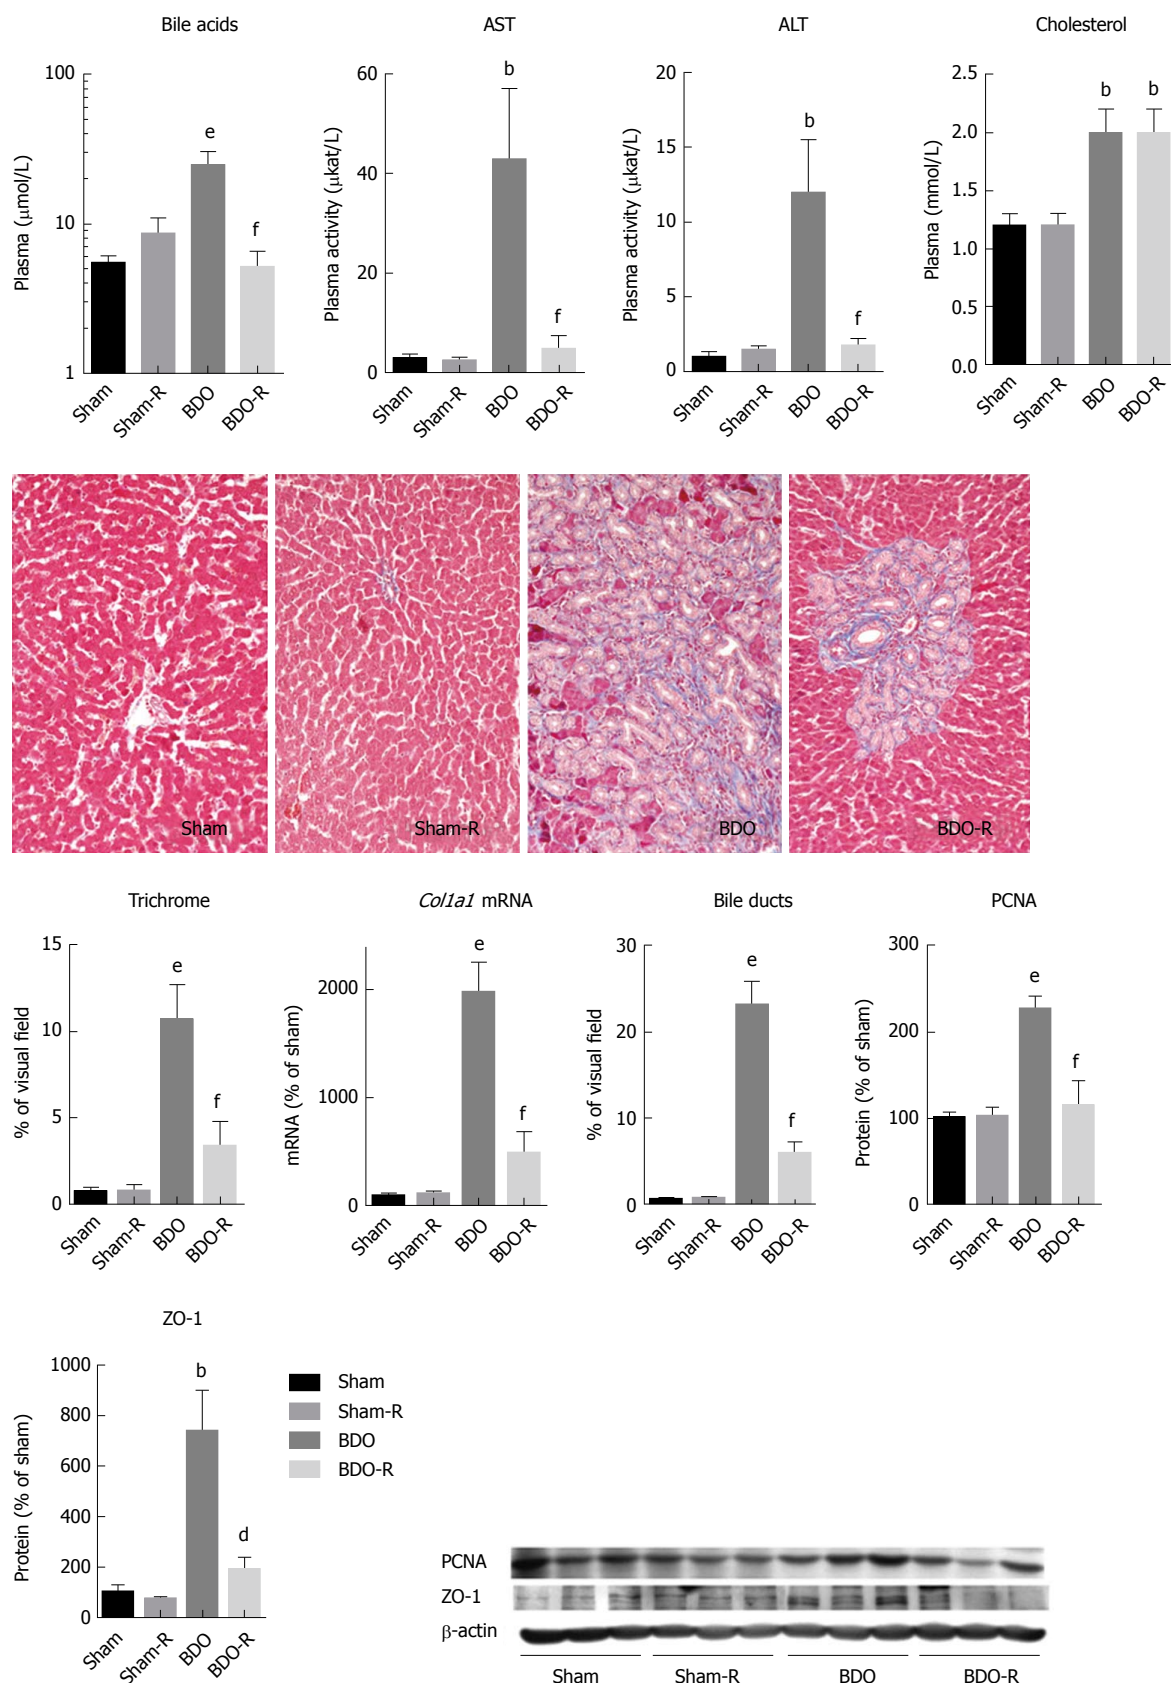 Bile acids
AST
ALT
Cholesterol
Plasma (μmol/L)
100
10
1
e
f
Sham
Sham-R
BDO
BDO-R
Plasma activity (μkat/L)
60
40
20
0
b
f
Sham
Sham-R
BDO
BDO-R
Plasma activity (μkat/L)
20
15
10
5
0
b
f
Sham
Sham-R
BDO
BDO-R
Plasma (mmol/L)
2.5
2.0
1.5
1.0
0.5
0.0
b
b
Sham
Sham-R
BDO
BDO-R
Sham
Sham-R
BDO
BDO-R
Trichrome
Col1a1 mRNA
Bile ducts
PCNA
% of visual field
15
10
5
0
e
f
Sham
Sham-R
BDO
BDO-R
mRNA (% of sham)
2000
1000
0
e
f
Sham
Sham-R
BDO
BDO-R
% of visual field
30
20
10
0
e
f
Sham
Sham-R
BDO
BDO-R
Protein (% of sham)
300
200
100
0
e
f
Sham
Sham-R
BDO
BDO-R
ZO-1
Protein (% of sham)
1000
800
600
400
200
0
b
d
Sham
Sham-R
BDO
BDO-R
Sham
Sham-R
BDO
BDO-R
PCNA
ZO-1
β-actin
Sham
Sham-R
BDO
BDO-R